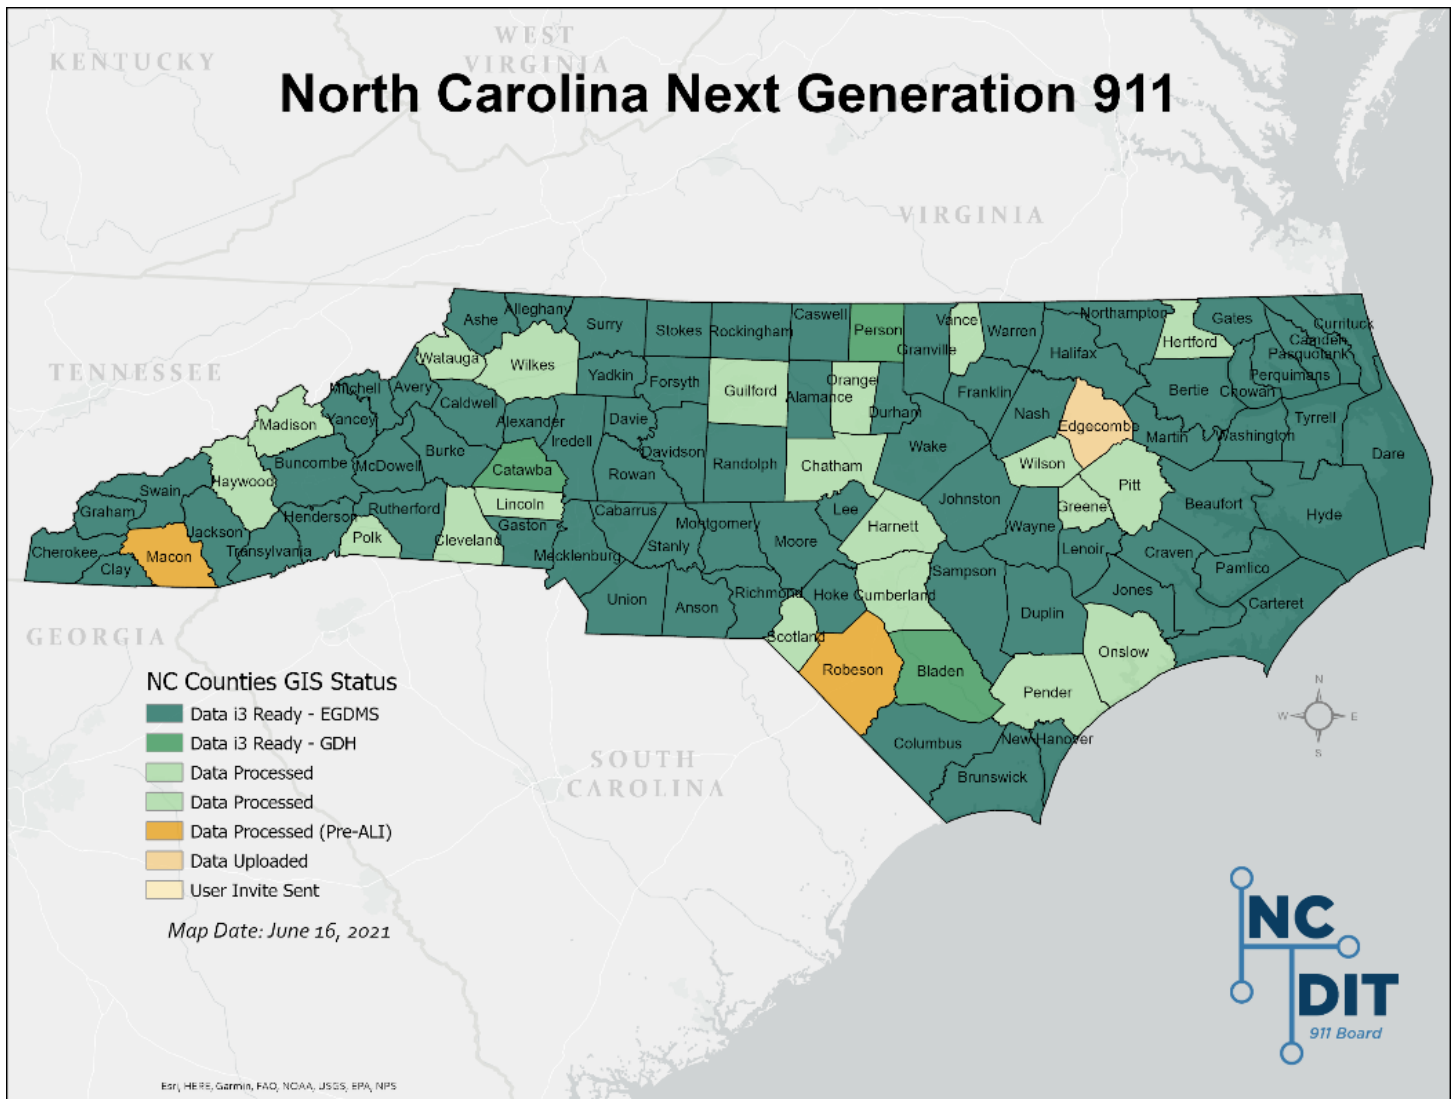 WEST
VIRGINIA
KENTUCKY
North Carolina Next Generation 911
VIRGINIA
TENNESSEE
Alleghany
Ashe
Surry
Stokes
Rockingham
Caswell
Person
Vance
Granville
Warren
Northampton
Hertford
Gates
Currituck
Camden
Pasquotank
Perquimans
Chowan
Bertie
Halifax
Watauga
Wilkes
Yadkin
Forsyth
Guilford
Alamance
Orange
Durham
Franklin
Nash
Edgecombe
Martin
Washington
Tyrrell
Dare
Mitchell
Avery
Caldwell
Alexander
Iredell
Davie
Davidson
Madison
Yancey
Burke
Catawba
Rowan
Randolph
Chatham
Wake
Wilson
Pitt
Beaufort
Hyde
Haywood
Buncombe
McDowell
Swain
Graham
Jackson
Henderson
Rutherford
Lincoln
Gaston
Cabarrus
Montgomery
Lee
Harnett
Johnston
Wayne
Greene
Lenoir
Craven
Pamlico
Cherokee
Clay
Macon
Transylvania
Polk
Cleveland
Mecklenburg
Stanly
Moore
Union
Anson
Richmond
Hoke
Cumberland
Sampson
Duplin
Jones
Carteret
Scotland
Robeson
Bladen
Pender
Onslow
Columbus
New Hanover
Brunswick
GEORGIA
SOUTH
CAROLINA
NC Counties GIS Status
Data i3 Ready - EGDMS
Data i3 Ready - GDH
Data Processed
Data Processed
Data Processed (Pre-ALI)
Data Uploaded
User Invite Sent
Map Date: June 16, 2021
N
W
E
S
NC
DIT
911 Board
Esri, HERE, Garmin, FAO, NOAA, USGS, EPA, NPS